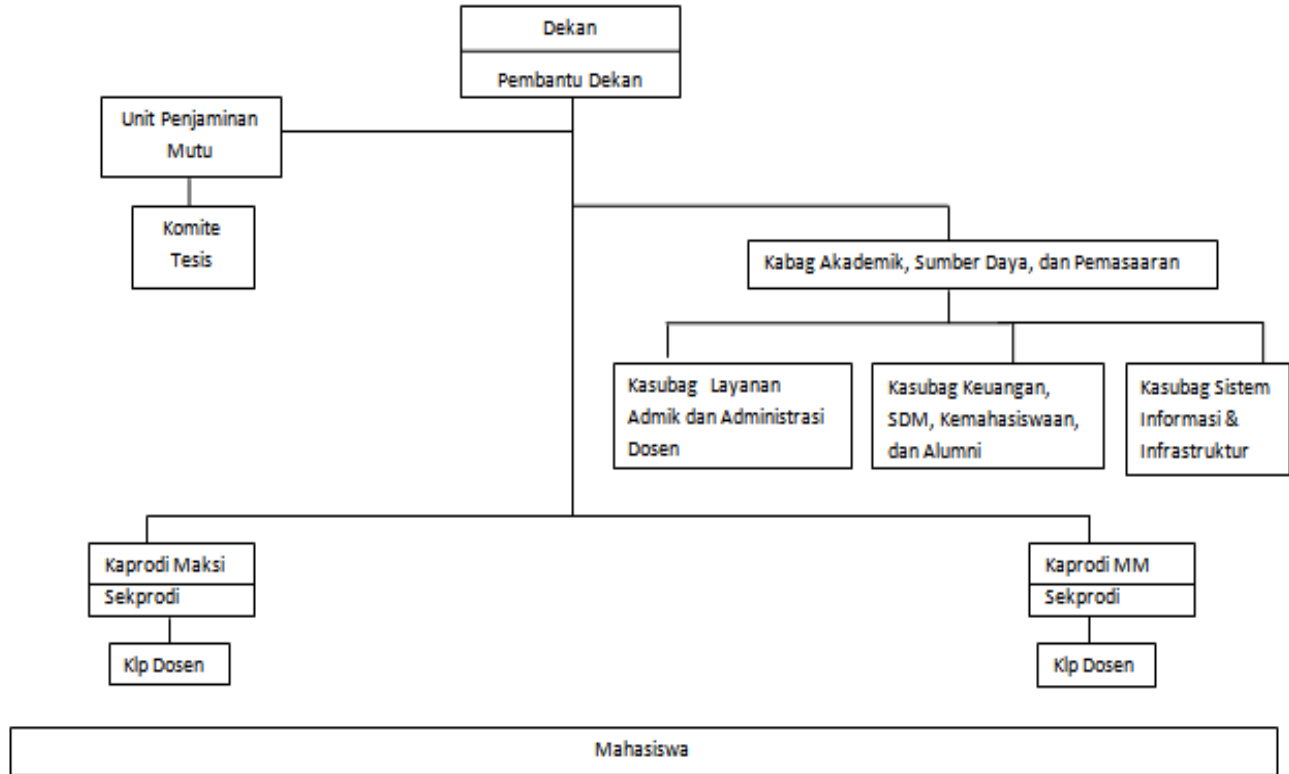 Dekan
Pembantu Dekan
Unit Penjaminan
Mutu
Komite
Tesis
Kabag Akademik, Sumber Daya, dan Pemasaaran
Kasubag Layanan
Admik dan Administrasi
Dosen
Kasubag Keuangan,
SDM, Kemahasiswaan,
dan Alumni
Kasubag Sistem
Informasi &
Infrastruktur
Kaprodi Maksi
Sekprodi
Klp Dosen
Kaprodi MM
Sekprodi
Klp Dosen
Mahasiswa